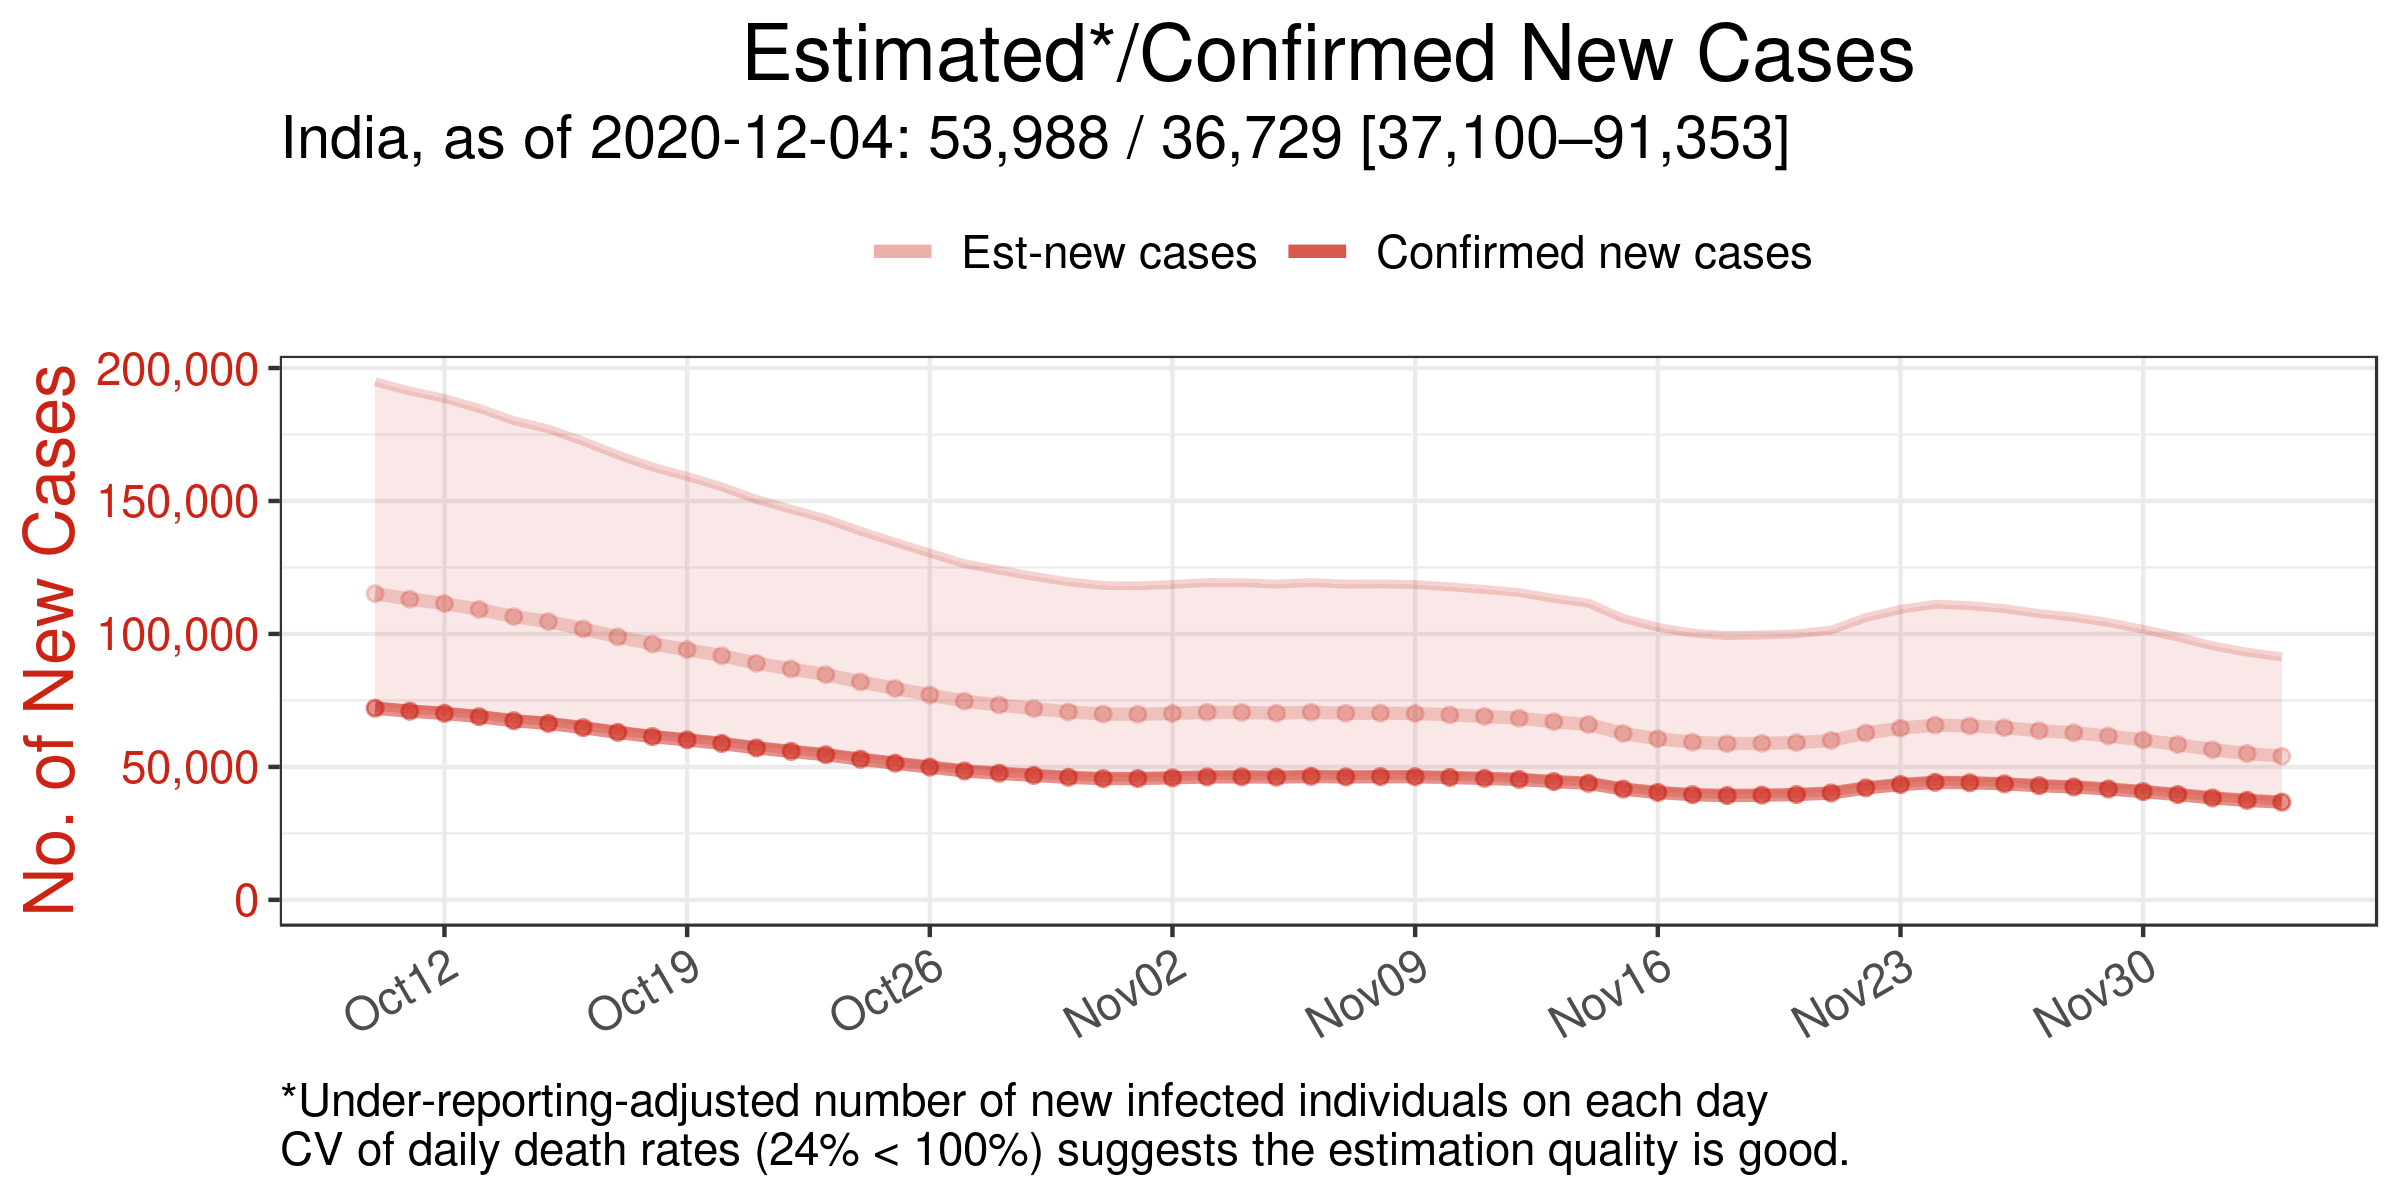 Estimated*/Confirmed New Cases
India, as of 2020-12-04: 53,988 / 36,729 [37,100–91,353]
Est-new cases
Confirmed new cases
No. of New Cases
200,000
150,000
100,000
50,000
0
Oct12
Oct19
Oct26
Nov02
Nov09
Nov16
Nov23
Nov30
*Under-reporting-adjusted number of new infected individuals on each day
CV of daily death rates (24% < 100%) suggests the estimation quality is good.